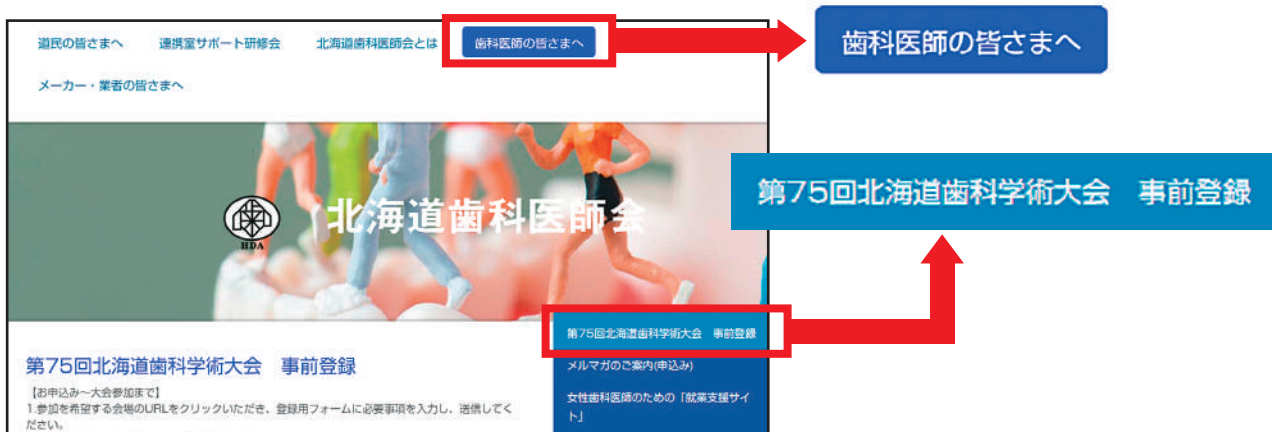 道民の皆さまへ 連携室サポート研修会 北海道歯科医師会とは 歯科医師の皆さまへ
メーカー・業者の皆さまへ
歯科医師の皆さまへ
北海道歯科医師会
HDA
第75回北海道歯科学術大会 事前登録
第75回北海道歯科学術大会 事前登録
メルマガのご案内(申込み)
女性歯科医師のための「就業支援サイ
ト」
第75回北海道歯科学術大会 事前登録
【お申込み~大会参加まで】
1.参加を希望する会場のURLをクリックいただき、登録用フォームに必要事項を入力し、送信してく
ださい。